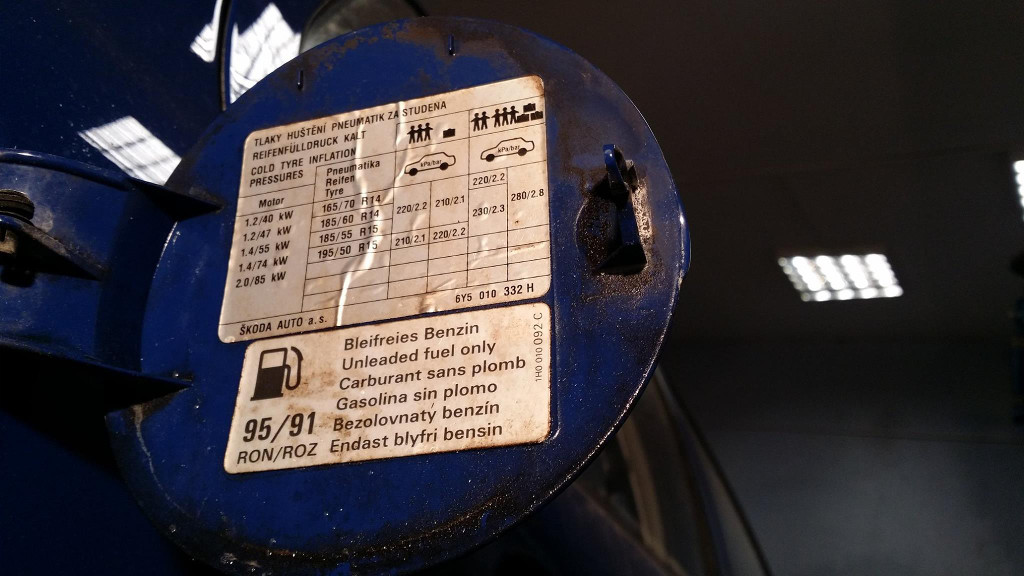 TLAKY HUŠTĚNÍ PNEUMATIK ZA STUDENA
REIFENFÜLLDRUCK KALT
COLD TYRE INFLATION
PRESSURES
Pneumatika
Reifen
Tyre
kPa/bar
kPa/bar
Motor
1.2/40 kW
1.2/47 kW
1.4/55 kW
1.4/74 kW
2.0/85 kW
165/70 R14
185/60 R14
185/55 R15
195/50 R15
220/2.2 210/2.1 220/2.2 280/2.8
210/2.1 220/2.2 230/2.3
ŠKODA AUTO a.s.
6Y5 010 332 H
Bleifreies Benzin
Unleaded fuel only
Carburant sans plomb
Gasolina sin plomo
95/91 Bezolovnatý benzín
RON/ROZ Endast blyfri bensin
1H0 010 092 C